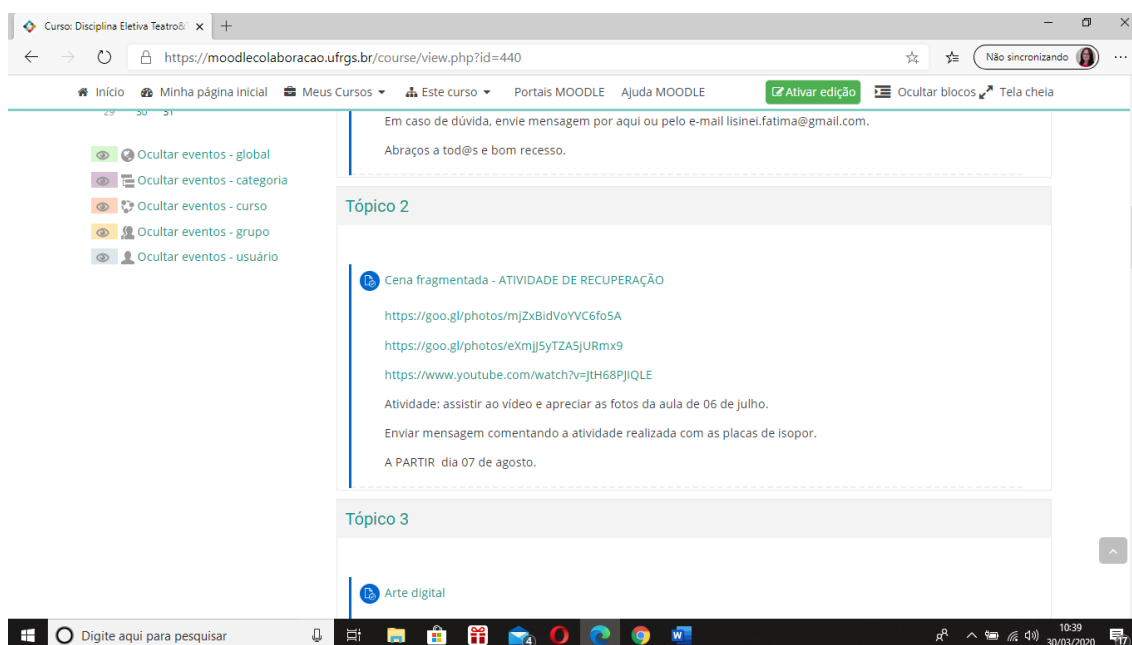 Curso: Disciplina Eletiva Teatro&
https://moodlecolaboracao.ufrgs.br/course/view.php?id=440
Não sincronizando
Início Minha página inicial Meus Cursos Este curso Portais MOODLE Ajuda MOODLE Ativar edição Ocultar blocos Tela cheia
29 30 31
Ocultar eventos - global
Ocultar eventos - categoria
Ocultar eventos - curso
Ocultar eventos - grupo
Ocultar eventos - usuário
Em caso de dúvida, envie mensagem por aqui ou pelo e-mail lisinei.fatima@gmail.com.
Abraços a tod@s e bom recesso.
Tópico 2
Cena fragmentada - ATIVIDADE DE RECUPERAÇÃO
https://goo.gl/photos/mjZxBidVoYVC6fo5A
https://goo.gl/photos/eXmjJ5yTZA5jURmx9
https://www.youtube.com/watch?v=JtH68PJIQLE
Atividade: assistir ao vídeo e apreciar as fotos da aula de 06 de julho.
Enviar mensagem comentando a atividade realizada com as placas de isopor.
A PARTIR dia 07 de agosto.
Tópico 3
Arte digital
Digite aqui para pesquisar
4
W
10:39
30/03/2020
17